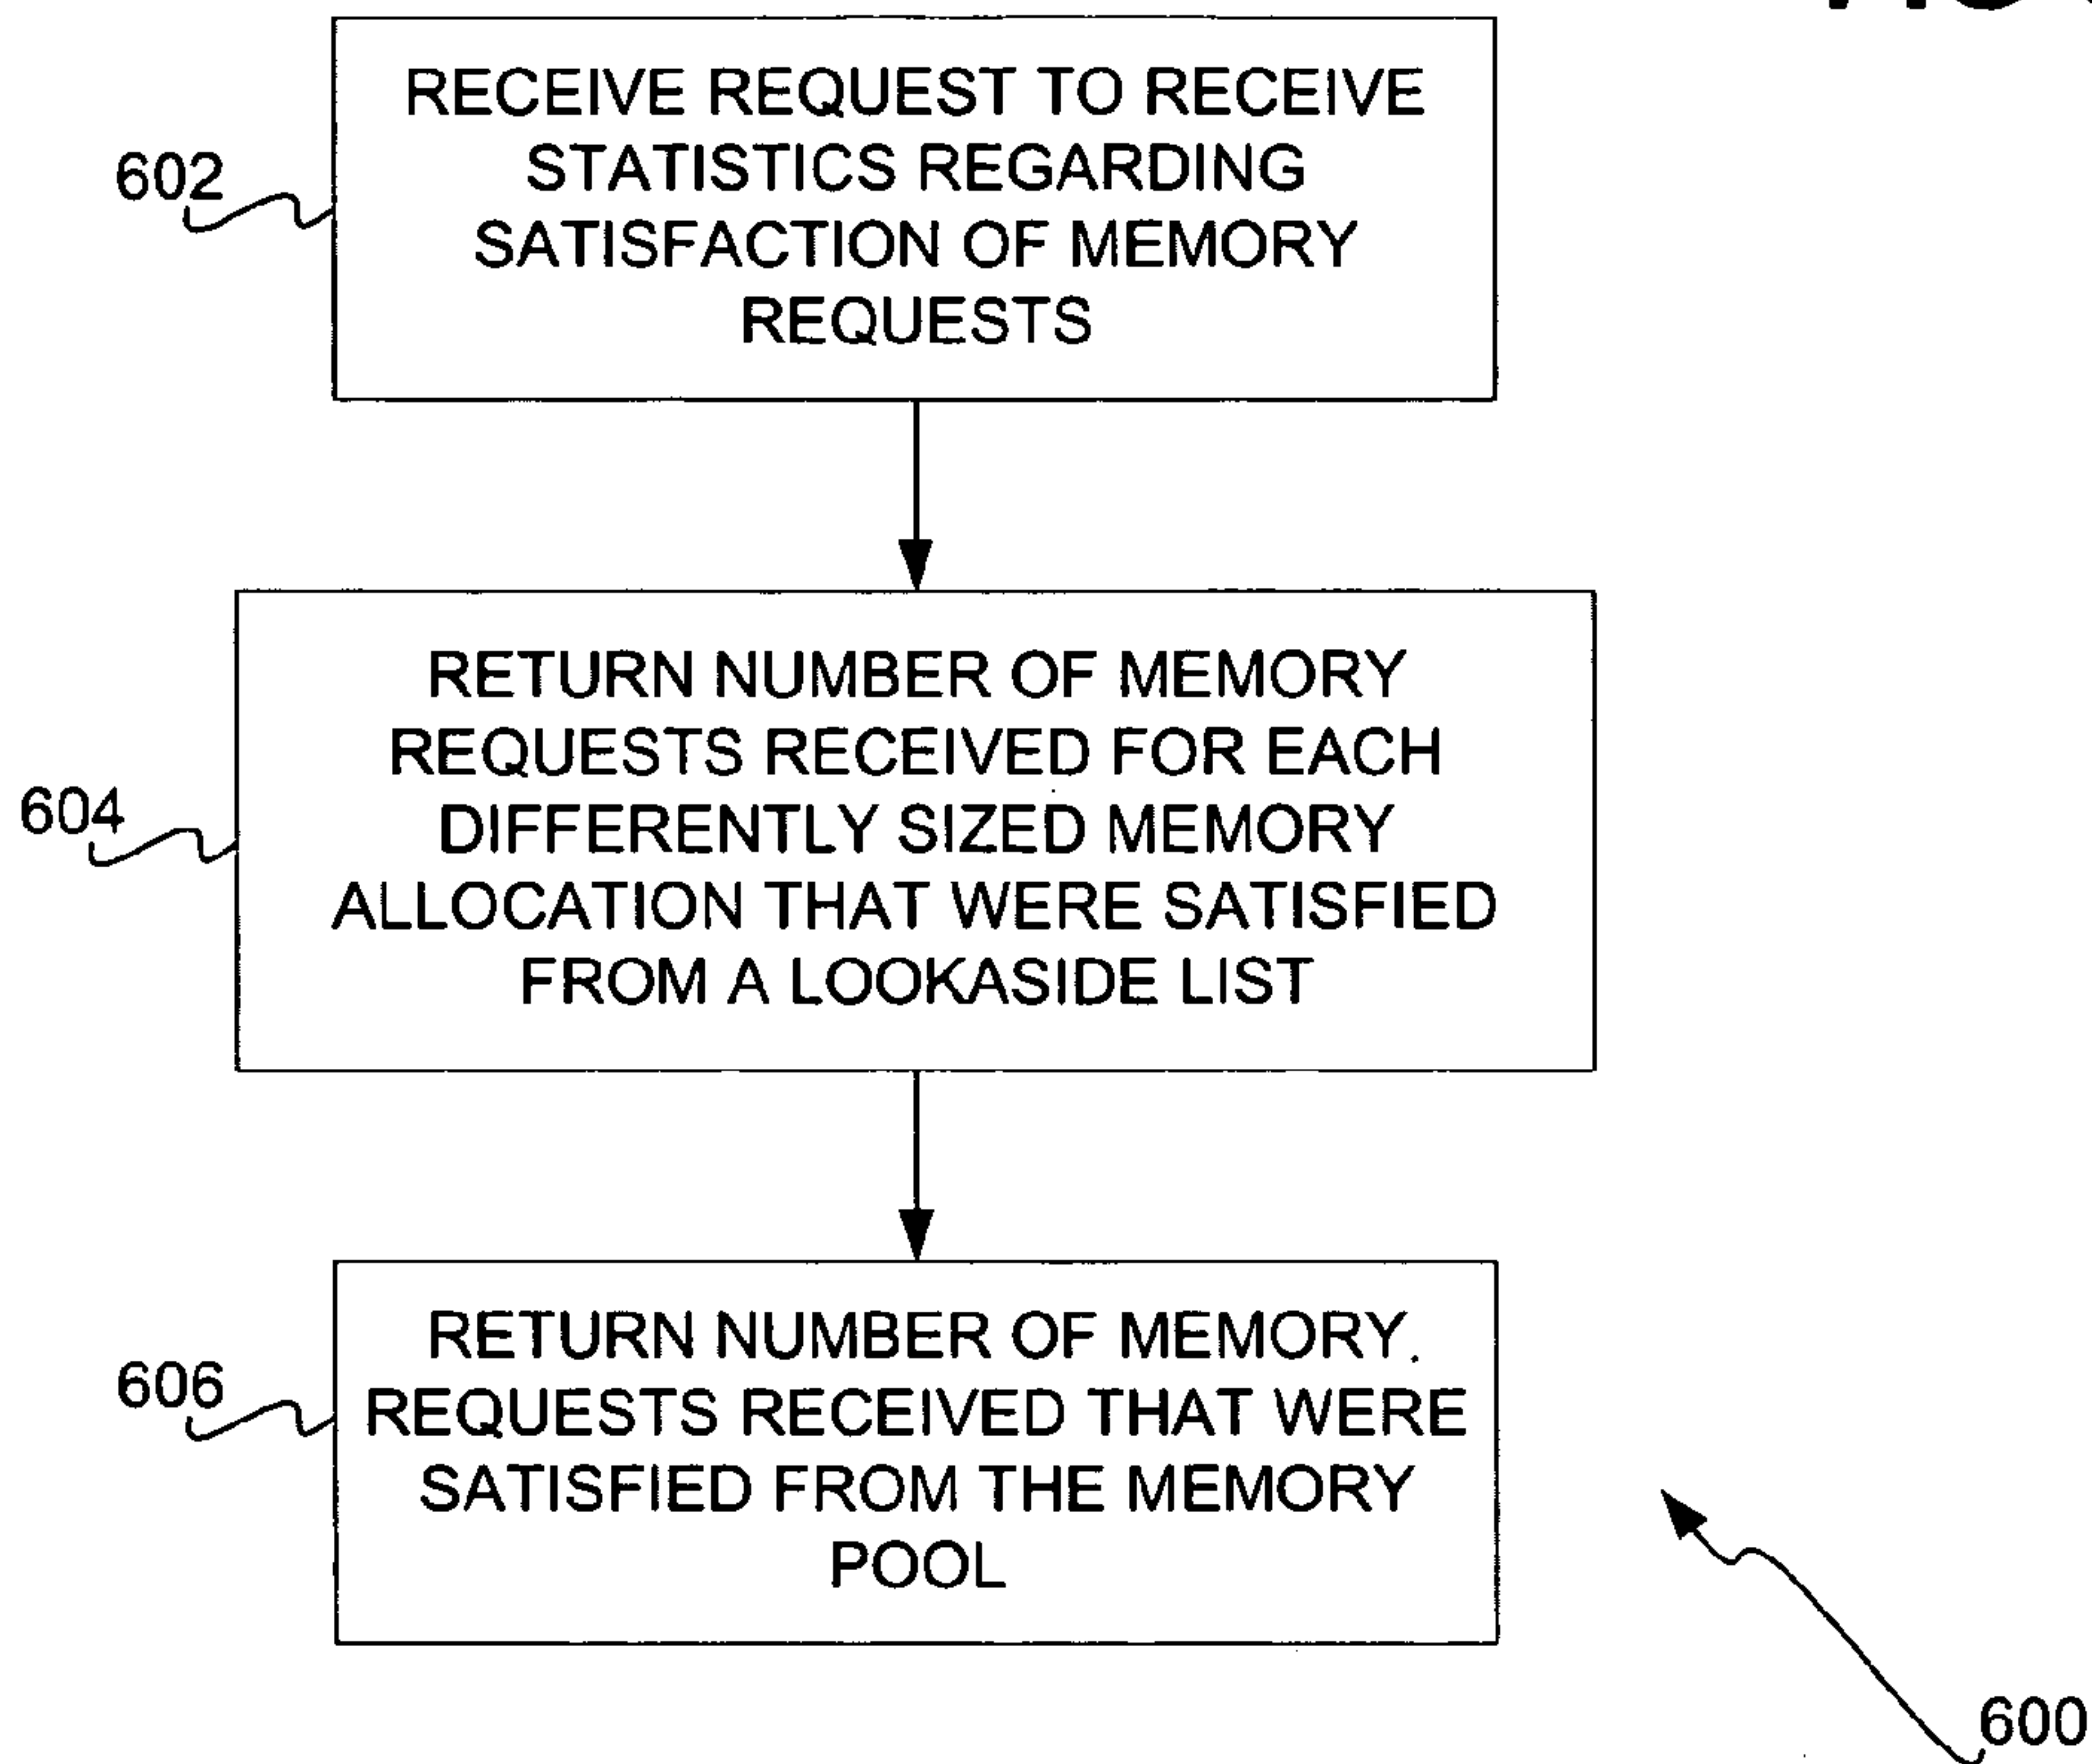 RECEIVE REQUEST TO RECEIVE
STATISTICS REGARDING
SATISFACTION OF MEMORY
REQUESTS
602
RETURN NUMBER OF MEMORY
REQUESTS RECEIVED FOR EACH
DIFFERENTLY SIZED MEMORY
ALLOCATION THAT WERE SATISFIED
FROM A LOOKASIDE LIST
604
RETURN NUMBER OF MEMORY
REQUESTS RECEIVED THAT WERE
SATISFIED FROM THE MEMORY
POOL
606
600